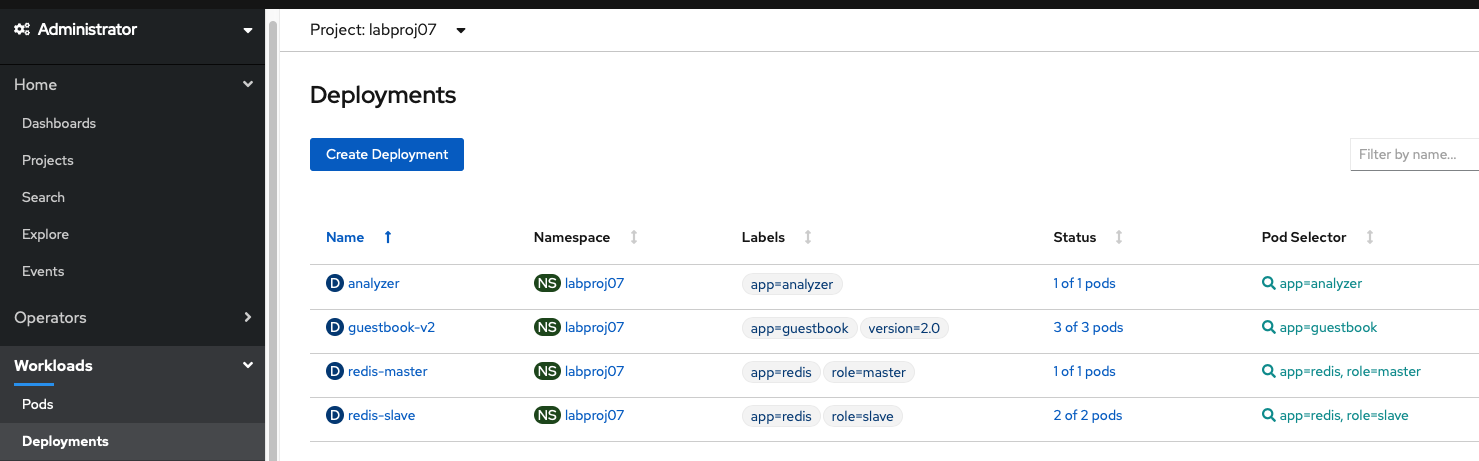 Administrator
Project: labproj07
Home
Dashboards
Projects
Search
Explore
Events
Operators
Workloads
Pods
Deployments
Deployments
Create Deployment
Filter by name...
Name Namespace Labels Status Pod Selector
D analyzer NS labproj07 app=analyzer 1 of 1 pods app=analyzer
D guestbook-v2 NS labproj07 app=guestbook version=2.0 3 of 3 pods app=guestbook
D redis-master NS labproj07 app=redis role=master 1 of 1 pods app=redis, role=master
D redis-slave NS labproj07 app=redis role=slave 2 of 2 pods app=redis, role=slave